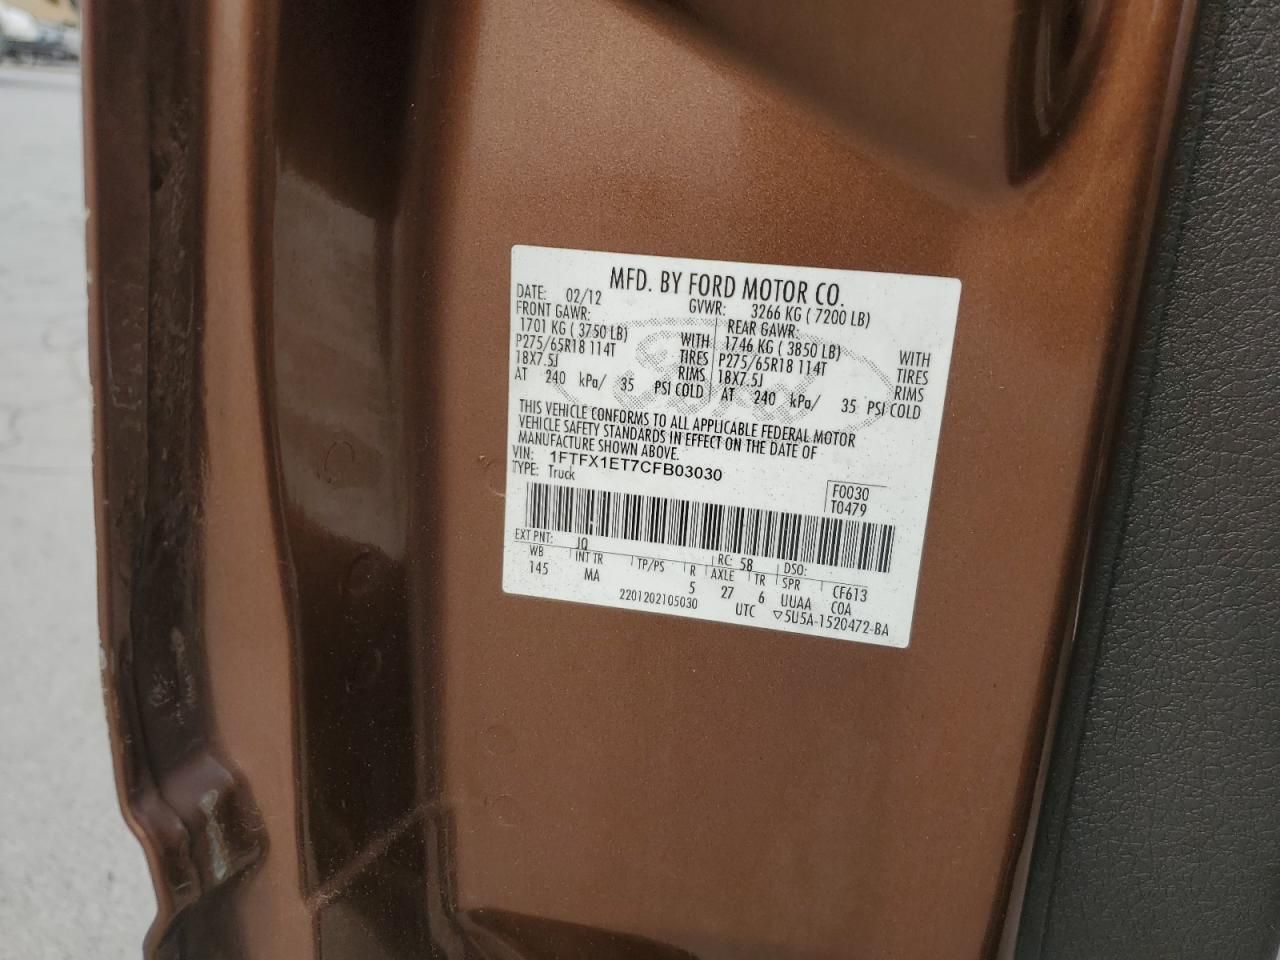 MFD. BY FORD MOTOR CO.
DATE: 02/12 GVWR: 3266 KG ( 7200 LB)
FRONT GAWR: REAR GAWR:
1701 KG ( 3750 LB) WITH 1746 KG ( 3850 LB) WITH
P275/65R18 114T TIRES P275/65R18 114T TIRES
18X7.5J RIMS 18X7.5J RIMS
AT 240 kPa/ 35 PSI COLD AT 240 kPa/ 35 PSI COLD
THIS VEHICLE CONFORMS TO ALL APPLICABLE FEDERAL MOTOR
VEHICLE SAFETY STANDARDS IN EFFECT ON THE DATE OF
MANUFACTURE SHOWN ABOVE.
VIN: 1FTFX1ET7CFB03030
TYPE: Truck
F0030
T0479
EXT PNT: JQ RC: 58 DSO:
WB INT TR TP/PS R AXLE TR SPR CF613
145 MA 5 27 6 UUAA COA
2201202105030 UTC ▽5U5A-1520472-BA
Ford